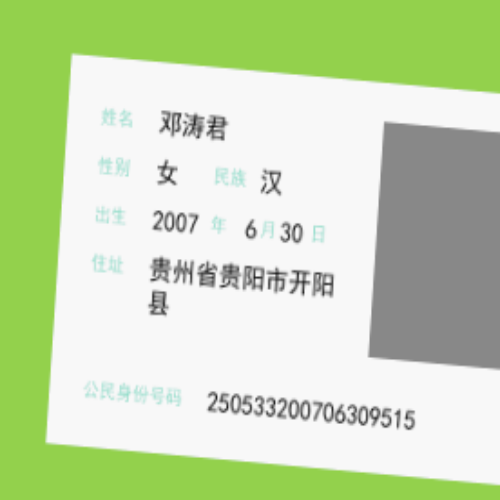 姓名 邓涛君
性别 女 民族 汉
出生 2007 年 6 月 30 日
住址 贵州省贵阳市开阳
县
公民身份号码 250533200706309515